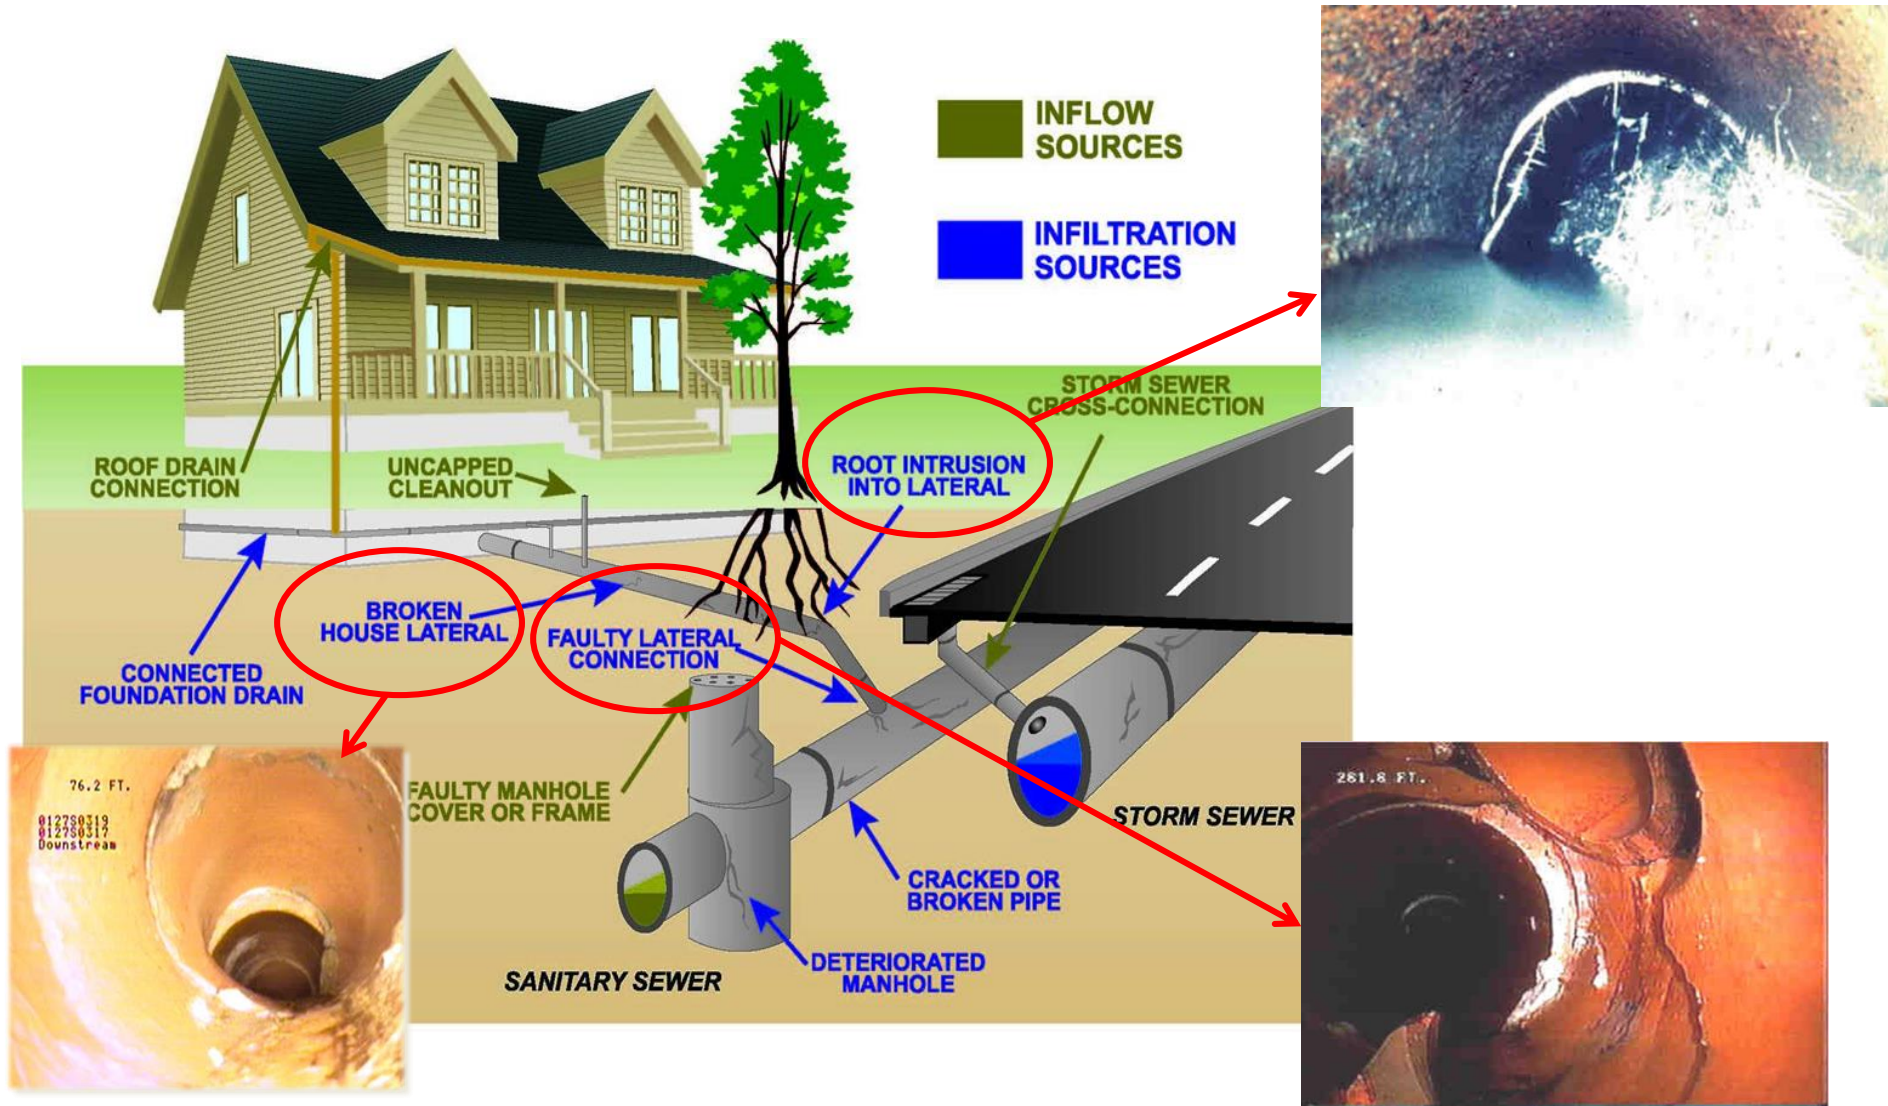 INFLOW
SOURCES
INFILTRATION
SOURCES
STORM SEWER
CROSS-CONNECTION
ROOF DRAIN
CONNECTION
UNCAPPED
CLEANOUT
ROOT INTRUSION
INTO LATERAL
BROKEN
HOUSE LATERAL
FAULTY LATERAL
CONNECTION
CONNECTED
FOUNDATION DRAIN
FAULTY MANHOLE
COVER OR FRAME
STORM SEWER
CRACKED OR
BROKEN PIPE
DETERIORATED
MANHOLE
SANITARY SEWER
76.2 FT.
0127S0319
0127S0317
Downstream
281.8 FT.